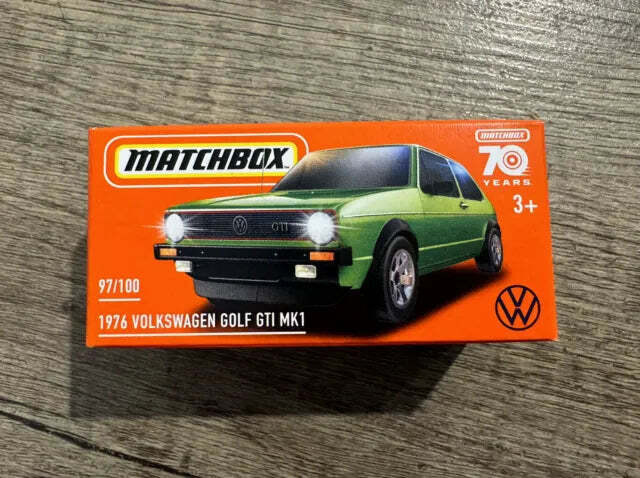 MATCHBOX
MATCHBOX
70
YEARS
3+
GTI
97/100
1976 VOLKSWAGEN GOLF GTI MK1